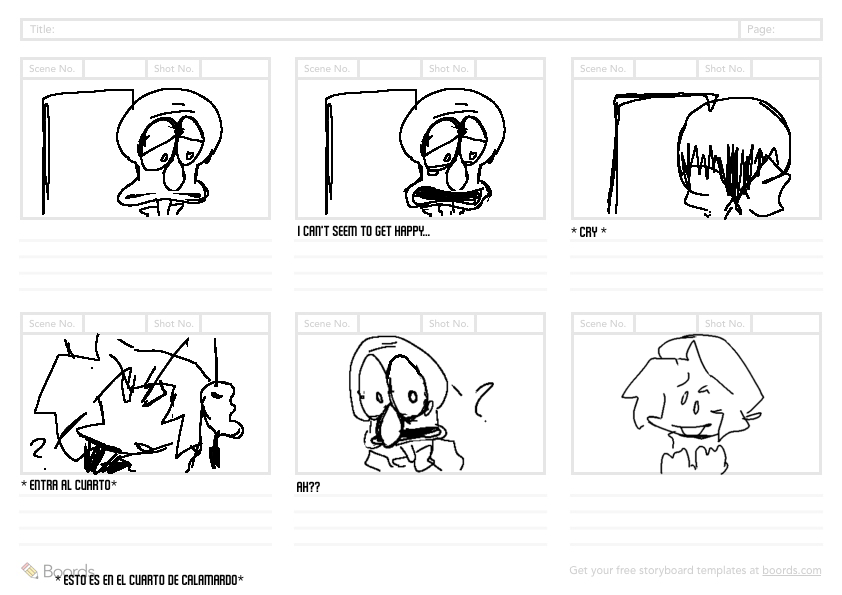 Title:
Page:
Scene No. Shot No.
Scene No. Shot No.
Scene No. Shot No.
I CAN'T SEEM TO GET HAPPY...
* CRY *
Scene No. Shot No.
Scene No. Shot No.
Scene No. Shot No.
?
?
* ENTRA AL CUARTO*
AH??
Boords
Get your free storyboard templates at boords.com
* ESTO ES EN EL CUARTO DE CALAMARDO*